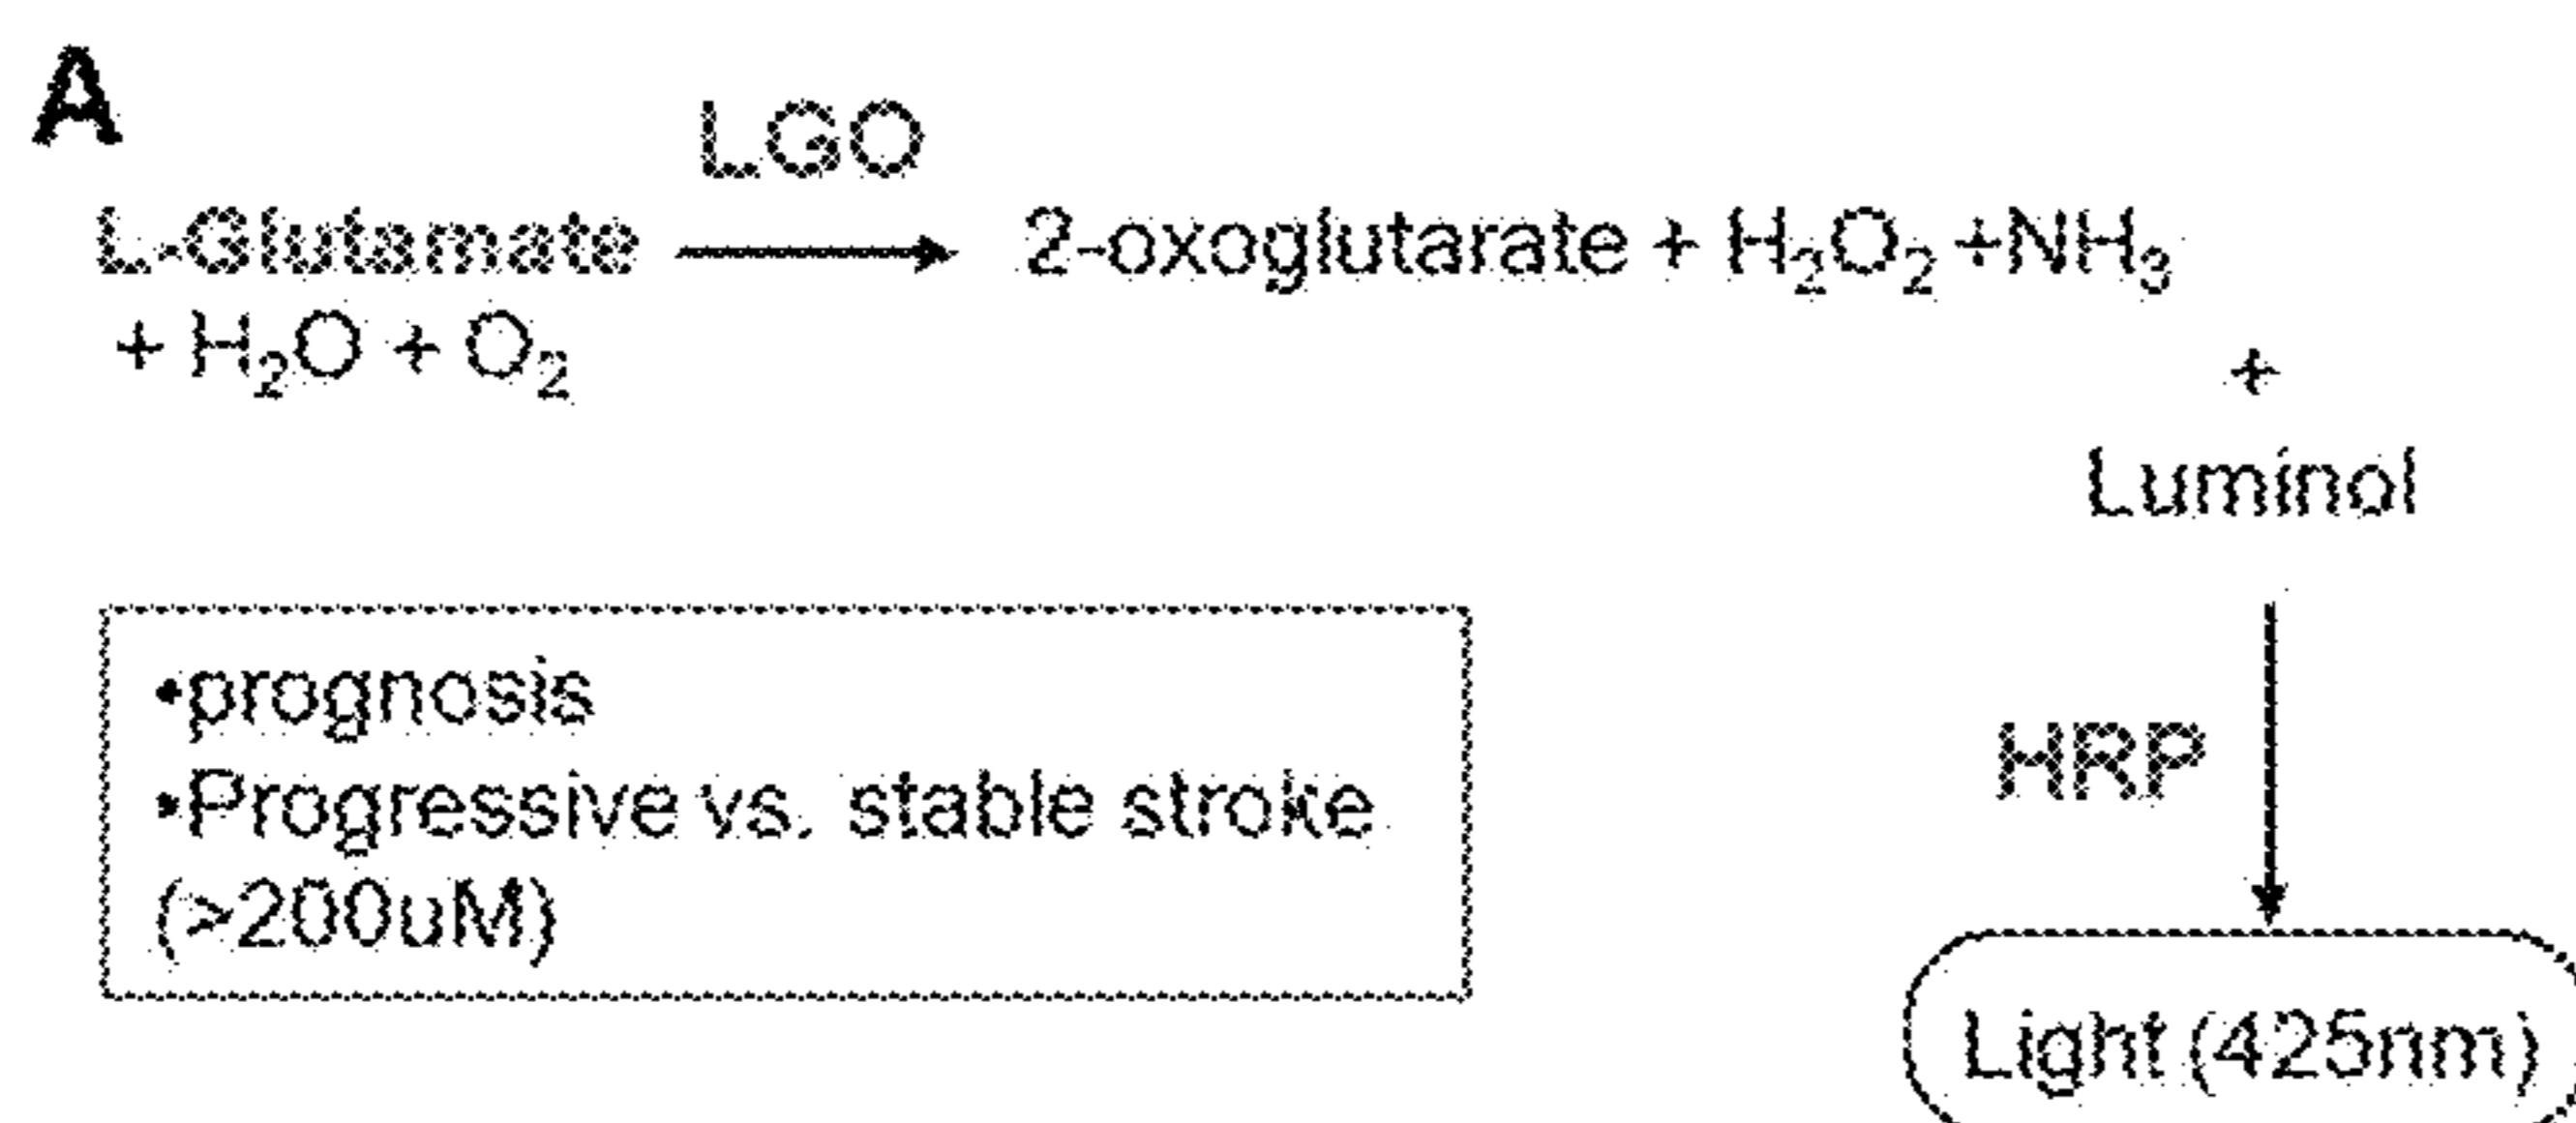 A
LGO
L-Glutamate → 2-oxoglutarate + H₂O₂ +NH₃
+ H₂O + O₂
+
Luminol
•prognosis
•Progressive vs. stable stroke
(>200uM)
HRP
Light (425nm)